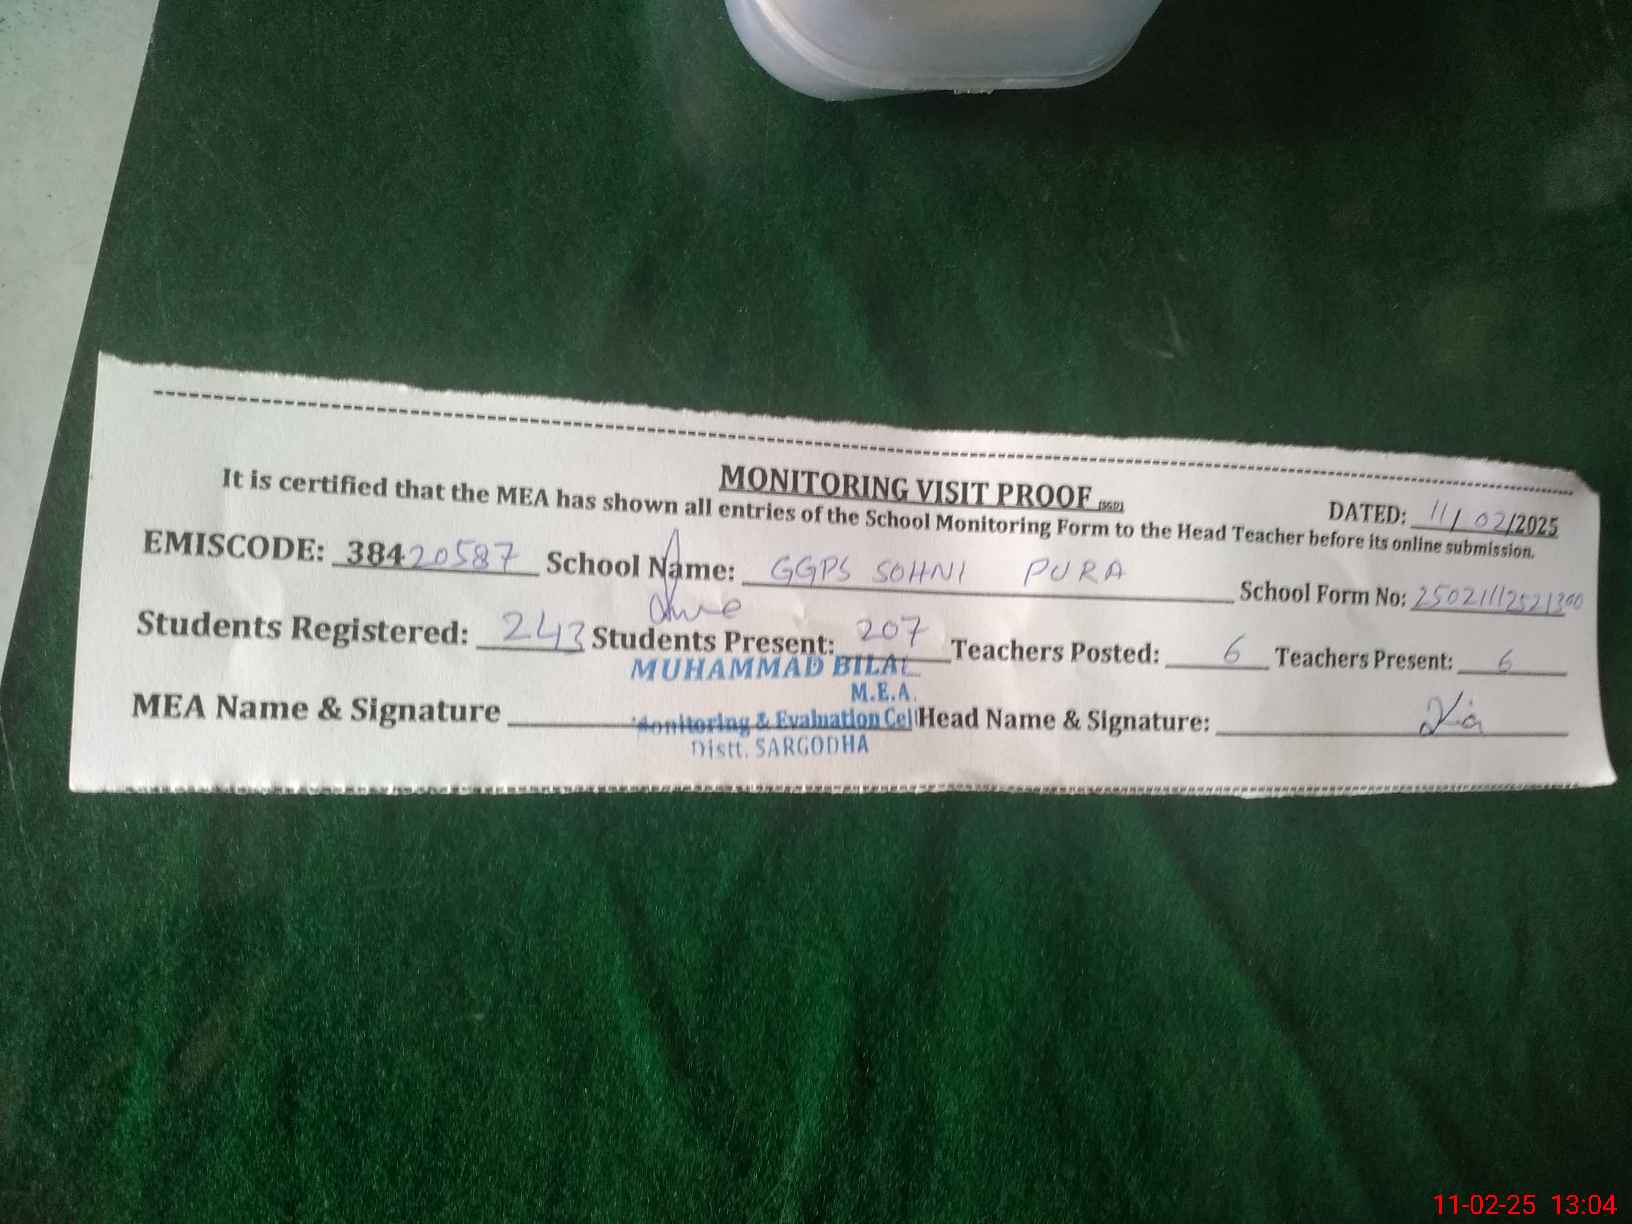 MONITORING VISIT PROOF (SGD)
DATED: 11/02/2025
It is certified that the MEA has shown all entries of the School Monitoring Form to the Head Teacher before its online submission.
EMISCODE: 38420587 School Name: GGPS SOHNI PURA School Form No:
Students Registered: 243 Students Present: 207 Teachers Posted: 6 Teachers Present: 6
MUHAMMAD BILAL
M.E.A.
MEA Name & Signature Head Name & Signature:
Monitoring & Evaluation Cell
Distt. SARGODHA
11-02-25 13:04